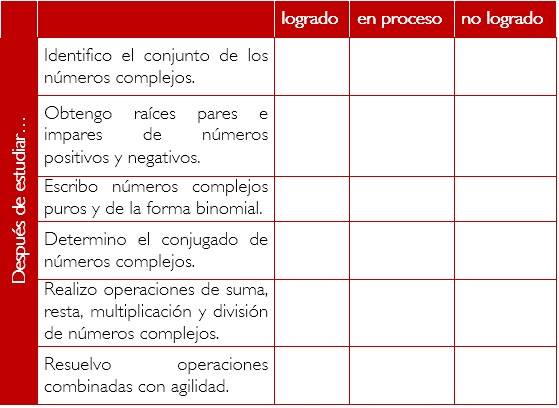 logrado en proceso no logrado
Después de estudiar…
Identifico el conjunto de los
números complejos.
Obtengo raíces pares e
impares de números
positivos y negativos.
Escribo números complejos
puros y de la forma binomial.
Determino el conjugado de
números complejos.
Realizo operaciones de suma,
resta, multiplicación y división
de números complejos.
Resuelvo operaciones
combinadas con agilidad.